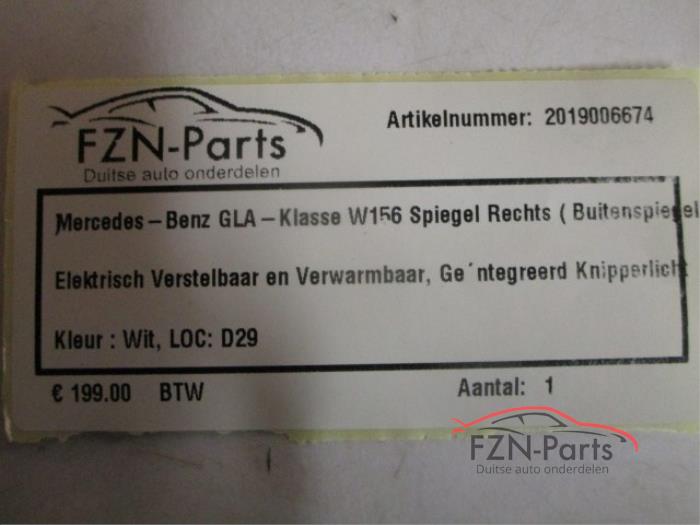 FZN-Parts
Duitse auto onderdelen
Artikelnummer: 2019006674
Mercedes-Benz GLA-Klasse W156 Spiegel Rechts ( Buitenspiegel
Elektrisch Verstelbaar en Verwarmbaar, Ge´ntegreerd Knipperlicht
Kleur : Wit, LOC: D29
€ 199.00 BTW
Aantal: 1
FZN-Parts
Duitse auto onderdelen